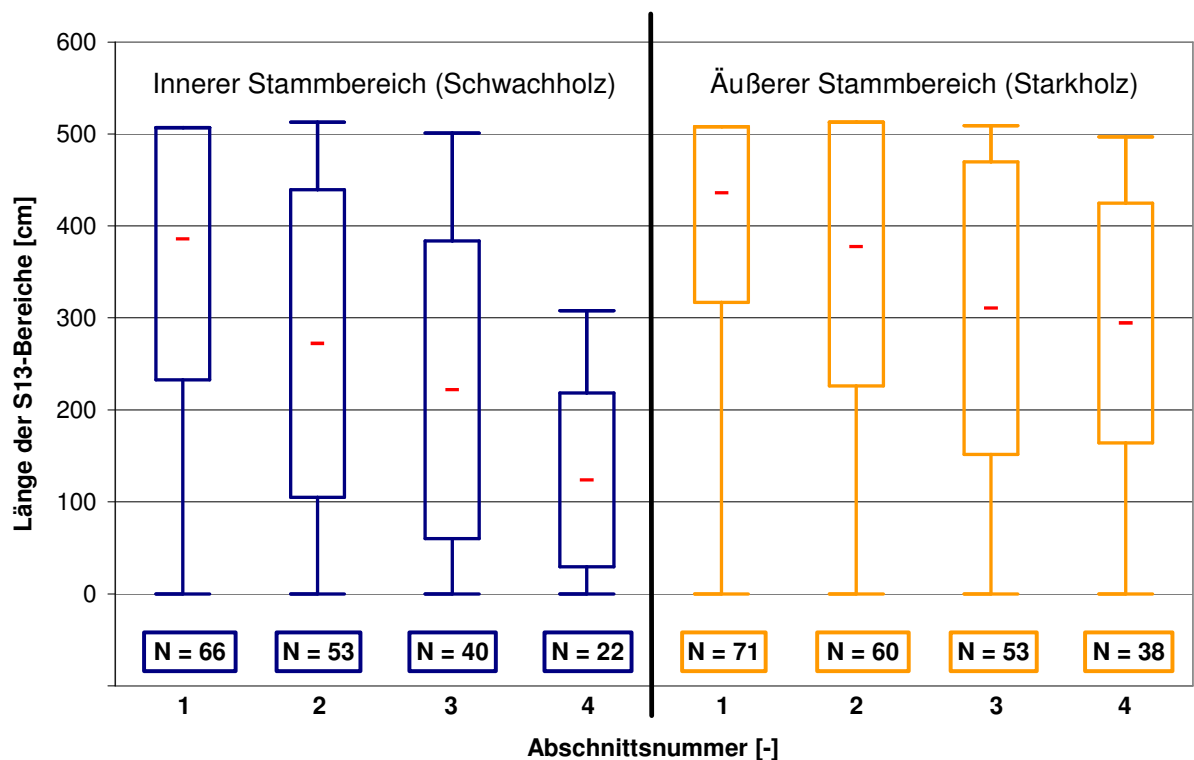 600
500
400
300
200
100
0
Länge der S13-Bereiche [cm]
Innerer Stammbereich (Schwachholz)
Äußerer Stammbereich (Starkholz)
N = 66
N = 53
N = 40
N = 22
N = 71
N = 60
N = 53
N = 38
1
2
3
4
1
2
3
4
Abschnittsnummer [-]